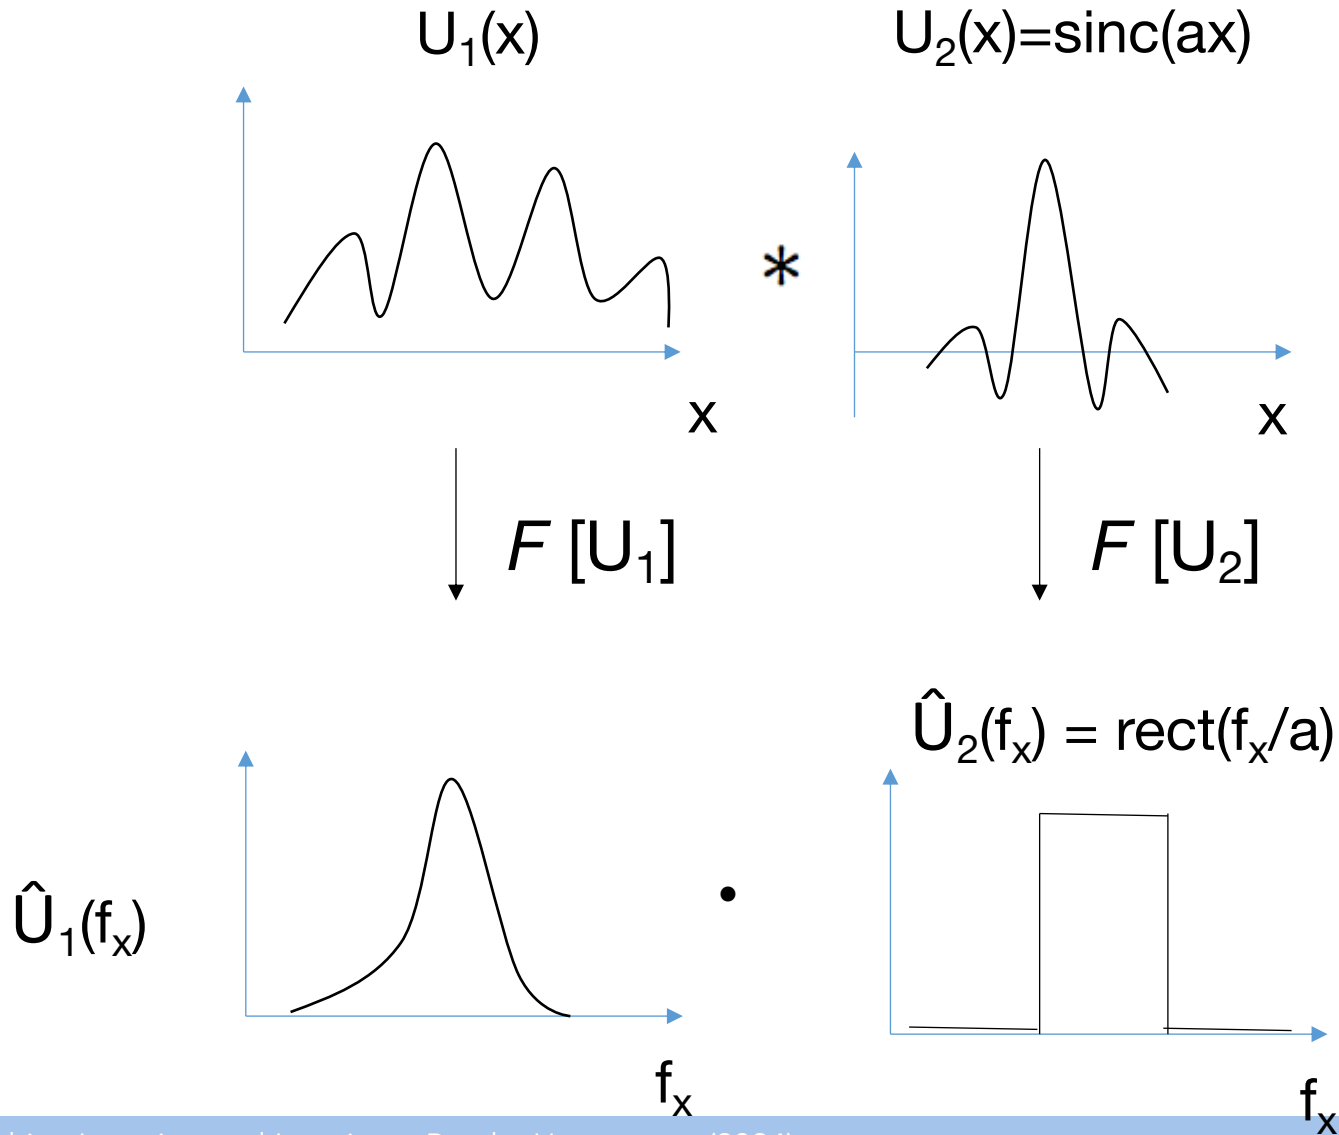 U₁(x)
U₂(x)=sinc(ax)
*
x
x
F [U₁]
F [U₂]
Û₂(fₓ) = rect(fₓ/a)
Û₁(fₓ)
•
fₓ
fₓ